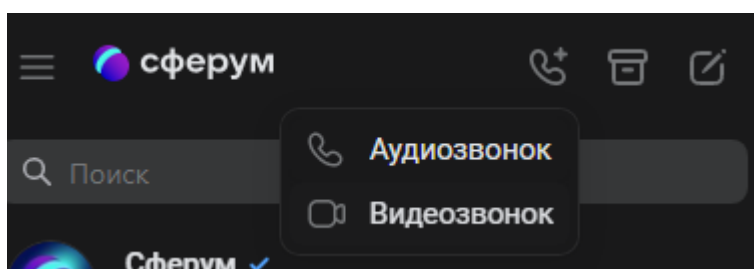 сферум
Аудиозвонок
Поиск
Видеозвонок
Сферум